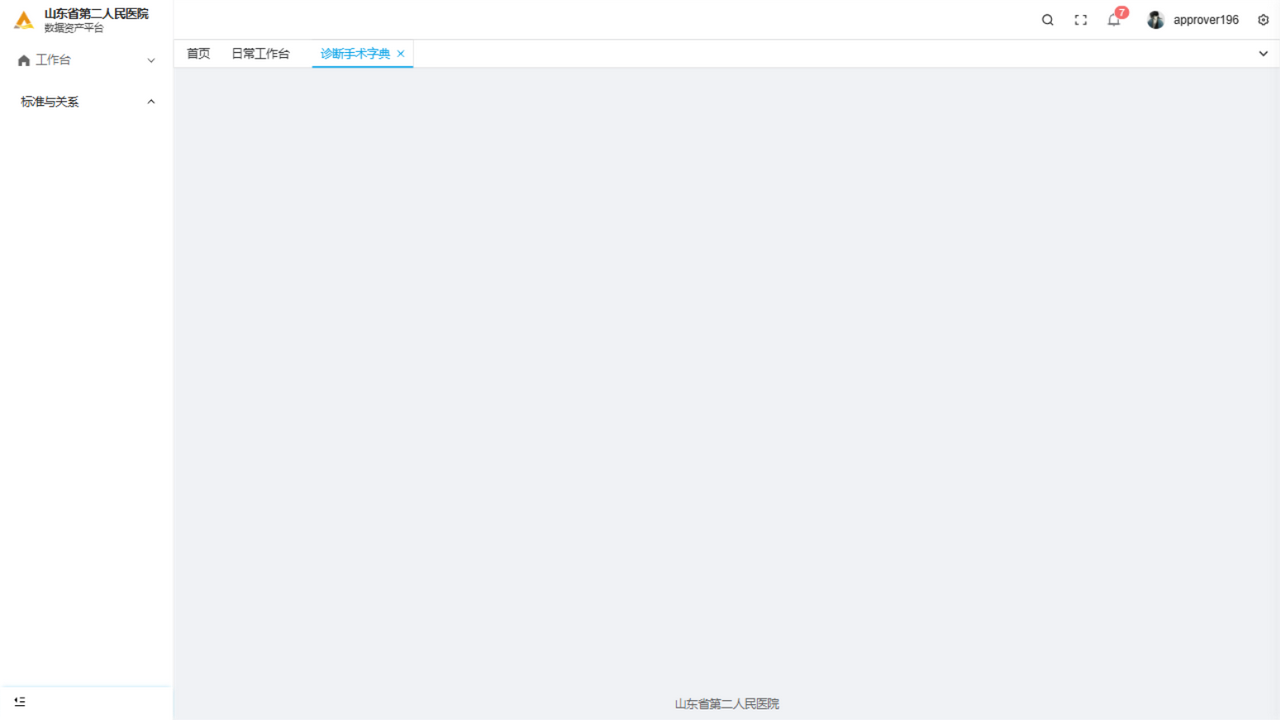 山东省第二人民医院
数据资产平台
7
approver196
工作台
首页
日常工作台
诊断手术字典
标准与关系
山东省第二人民医院